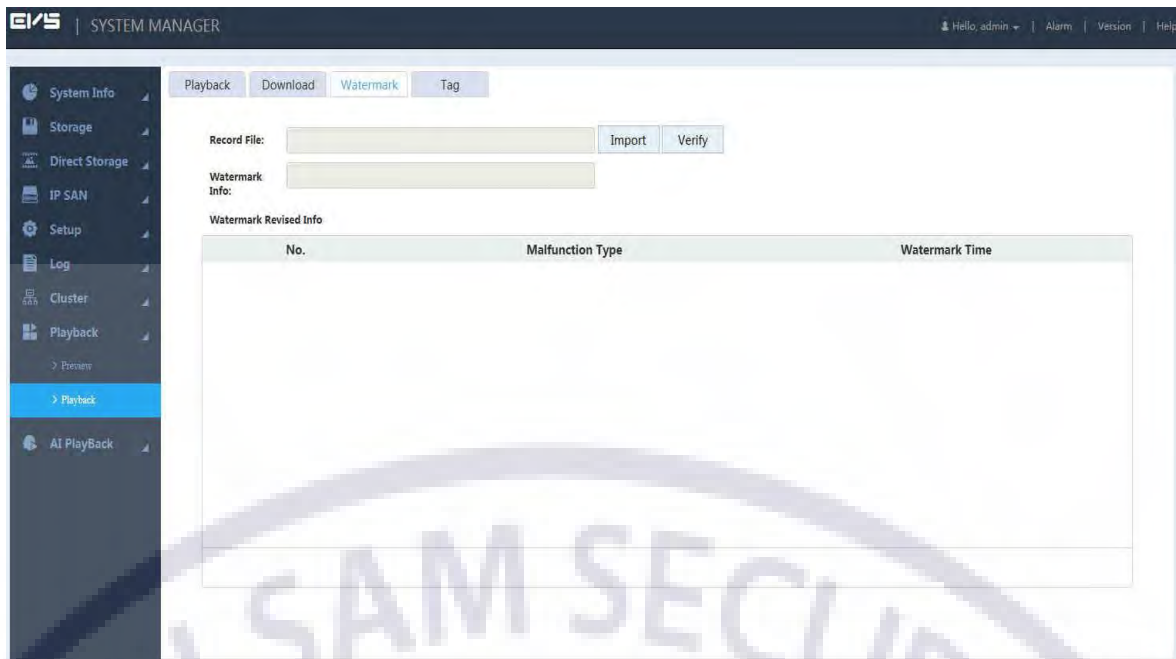 EVS | SYSTEM MANAGER
Hello, admin | Alarm | Version | Help
System Info
Storage
Direct Storage
IP SAN
Setup
Log
Cluster
Playback
> Preview
> Playback
AI PlayBack
Playback Download Watermark Tag
Record File: Import Verify
Watermark Info:
Watermark Revised Info
No. Malfunction Type Watermark Time
SAM SECU